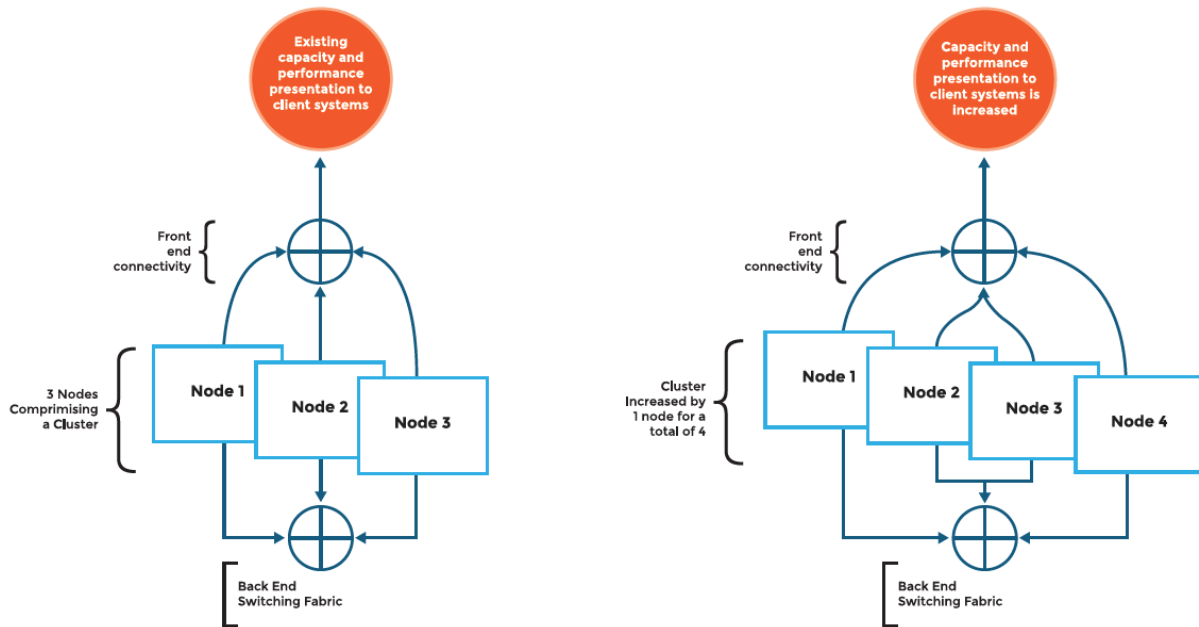 Existing
capacity and
performance
presentation to
client systems
Front
end
connectivity
3 Nodes
Comprimising
a Cluster
Node 1
Node 2
Node 3
Back End
Switching Fabric
Capacity and
performance
presentation to
client systems is
increased
Front
end
connectivity
Cluster
Increased by
1 node for a
total of 4
Node 1
Node 2
Node 3
Node 4
Back End
Switching Fabric